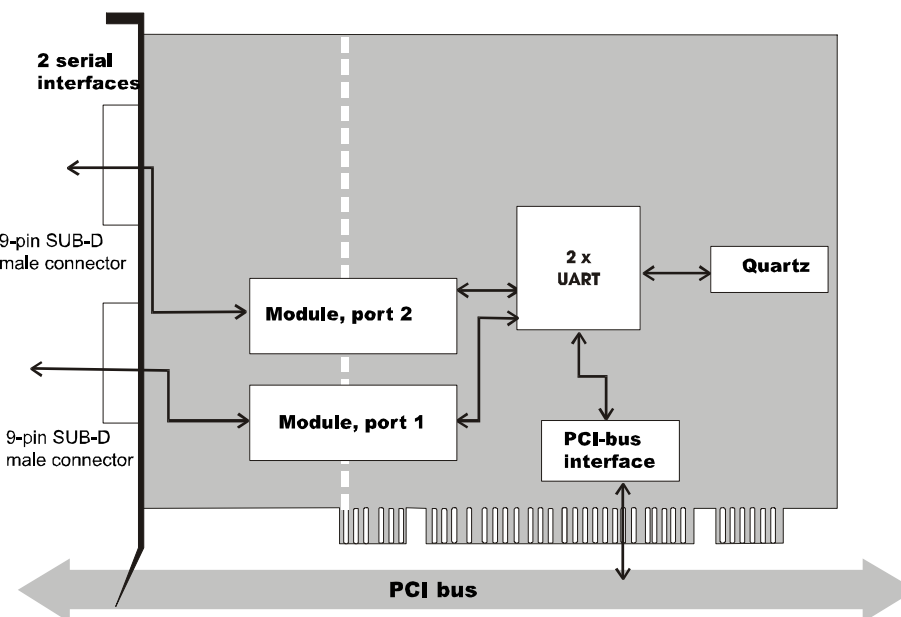 2 serial
interfaces
9-pin SUB-D
male connector
2 x
UART
Quartz
Module, port 2
Module, port 1
9-pin SUB-D
male connector
PCI-bus
interface
PCI bus